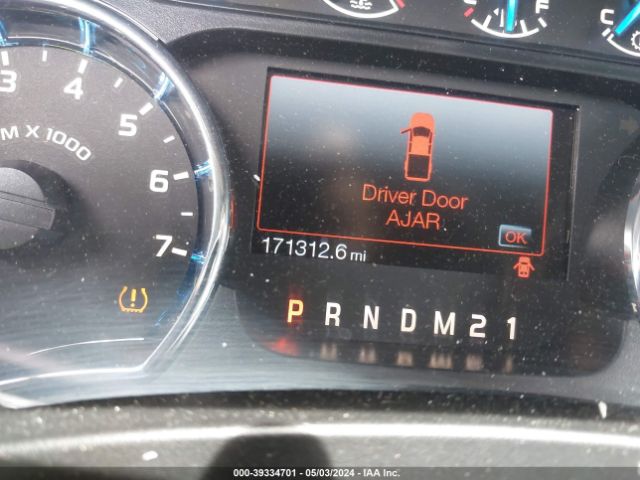 F
C
3 4 5 6 7
M X 1000
Driver Door
AJAR
OK
171312.6 mi
P R N D M 2 1
000-39334701 - 05/03/2024 - IAA Inc.